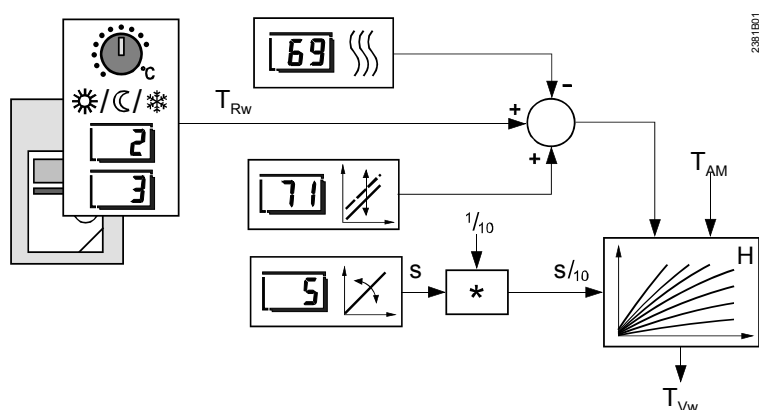 2381B01
69
°C
T_Rw
−
+
/ /
2
+
3
T_AM
71
1/10
H
s
s/10
5
*
T_Vw